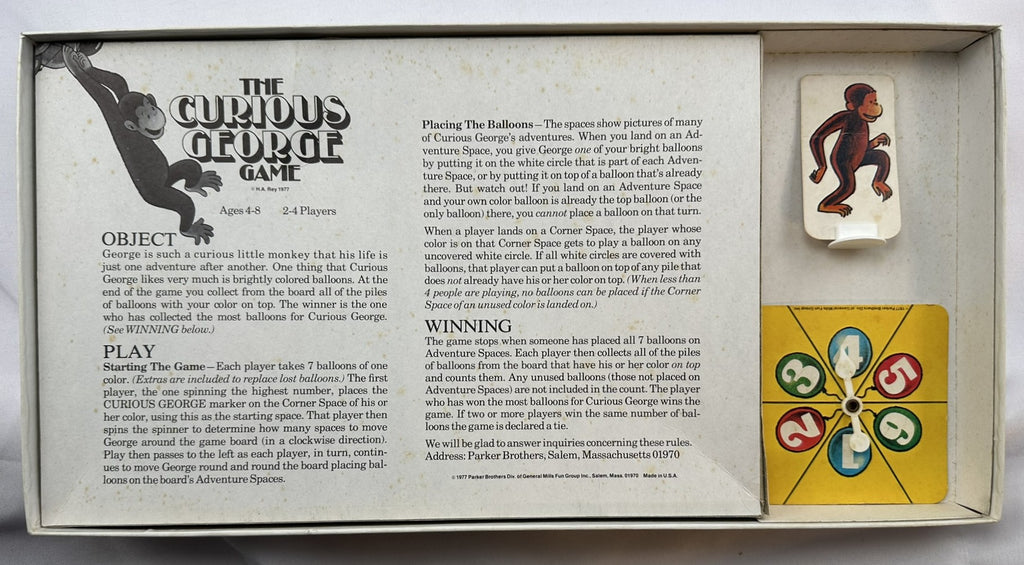 THE
CURIOUS
GEORGE
GAME
© H.A. Rey 1977
Ages 4-8 2-4 Players
OBJECT
George is such a curious little monkey that his life is
just one adventure after another. One thing that Curious
George likes very much is brightly colored balloons. At
the end of the game you collect from the board all of the piles
of balloons with your color on top. The winner is the one
who has collected the most balloons for Curious George.
(See WINNING below.)
PLAY
Starting The Game—Each player takes 7 balloons of one
color. (Extras are included to replace lost balloons.) The first
player, the one spinning the highest number, places the
CURIOUS GEORGE marker on the Corner Space of his or
her color, using this as the starting space. That player then
spins the spinner to determine how many spaces to move
George around the game board (in a clockwise direction).
Play then passes to the left as each player, in turn, contin-
ues to move George round and round the board placing bal-
loons on the board's Adventure Spaces.
Placing The Balloons—The spaces show pictures of many
of Curious George's adventures. When you land on an Ad-
venture Space, you give George one of your bright balloons
by putting it on the white circle that is part of each Adven-
ture Space, or by putting it on top of a balloon that's already
there. But watch out! If you land on an Adventure Space
and your own color balloon is already the top balloon (or the
only balloon) there, you cannot place a balloon on that turn.
When a player lands on a Corner Space, the player whose
color is on that Corner Space gets to play a balloon on any
uncovered white circle. If all white circles are covered with
balloons, that player can put a balloon on top of any pile that
does not already have his or her color on top. (When less than
4 people are playing, no balloons can be placed if the Corner
Space of an unused color is landed on.)
WINNING
The game stops when someone has placed all 7 balloons on
Adventure Spaces. Each player then collects all of the piles
of balloons from the board that have his or her color on top
and counts them. Any unused balloons (those not placed on
Adventure Spaces) are not included in the count. The player
who has won the most balloons for Curious George wins the
game. If two or more players win the same number of bal-
loons the game is declared a tie.
We will be glad to answer inquiries concerning these rules.
Address: Parker Brothers, Salem, Massachusetts 01970
© 1977 Parker Brothers Div. of General Mills Fun Group Inc., Salem, Mass. 01970 Made in U.S.A.
© 1977 Parker Brothers Div. of General Mills Fun Group Inc.
4
3
5
2
6
1